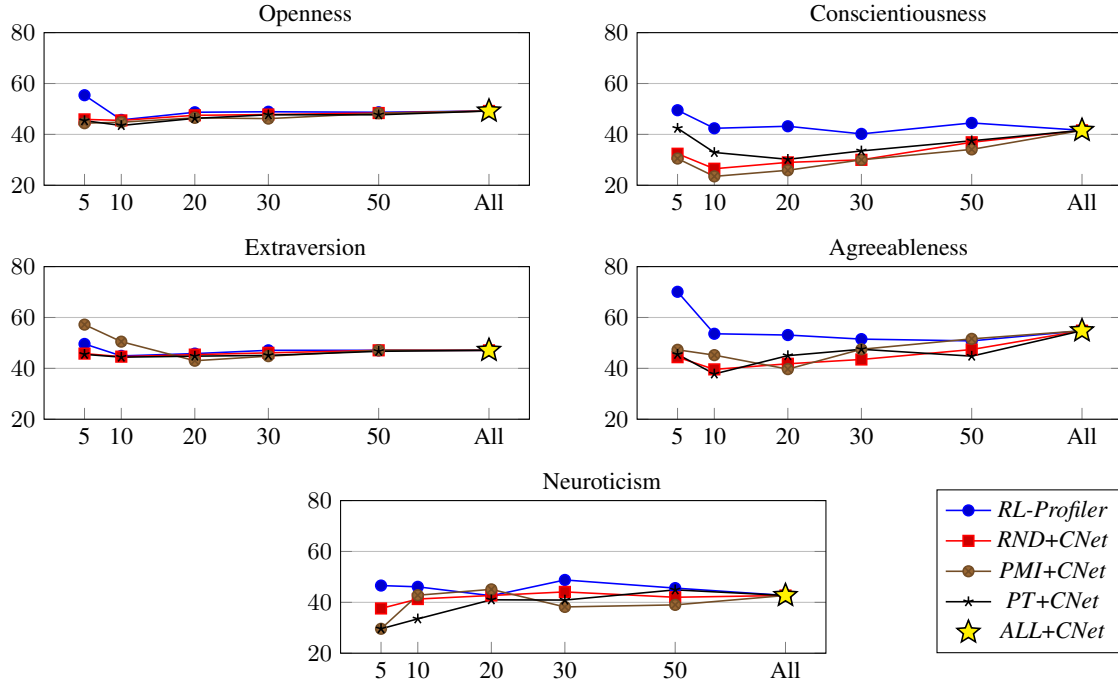 Openness
80
60
40
20
5 10 20 30 50 All
Conscientiousness
80
60
40
20
5 10 20 30 50 All
Extraversion
80
60
40
20
5 10 20 30 50 All
Agreeableness
80
60
40
20
5 10 20 30 50 All
Neuroticism
80
60
40
20
5 10 20 30 50 All
RL-Profiler
RND+CNet
PMI+CNet
PT+CNet
ALL+CNet